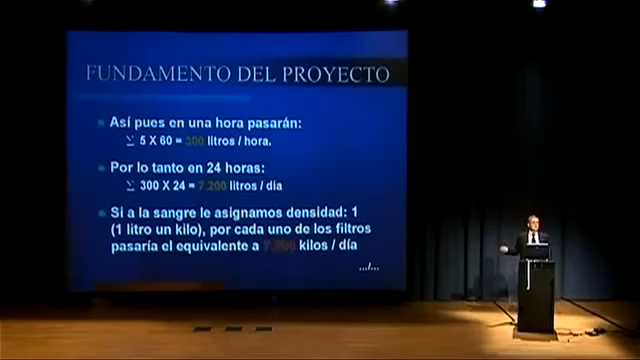 FUNDAMENTO DEL PROYECTO
Así pues en una hora pasarán:
∑ 5 X 60 = 300 litros / hora.
Por lo tanto en 24 horas:
∑ 300 X 24 = 7.200 litros / dia
Si a la sangre le asignamos densidad: 1
(1 litro un kilo), por cada uno de los filtros
pasaría el equivalente a 7.200 kilos / día
.../...